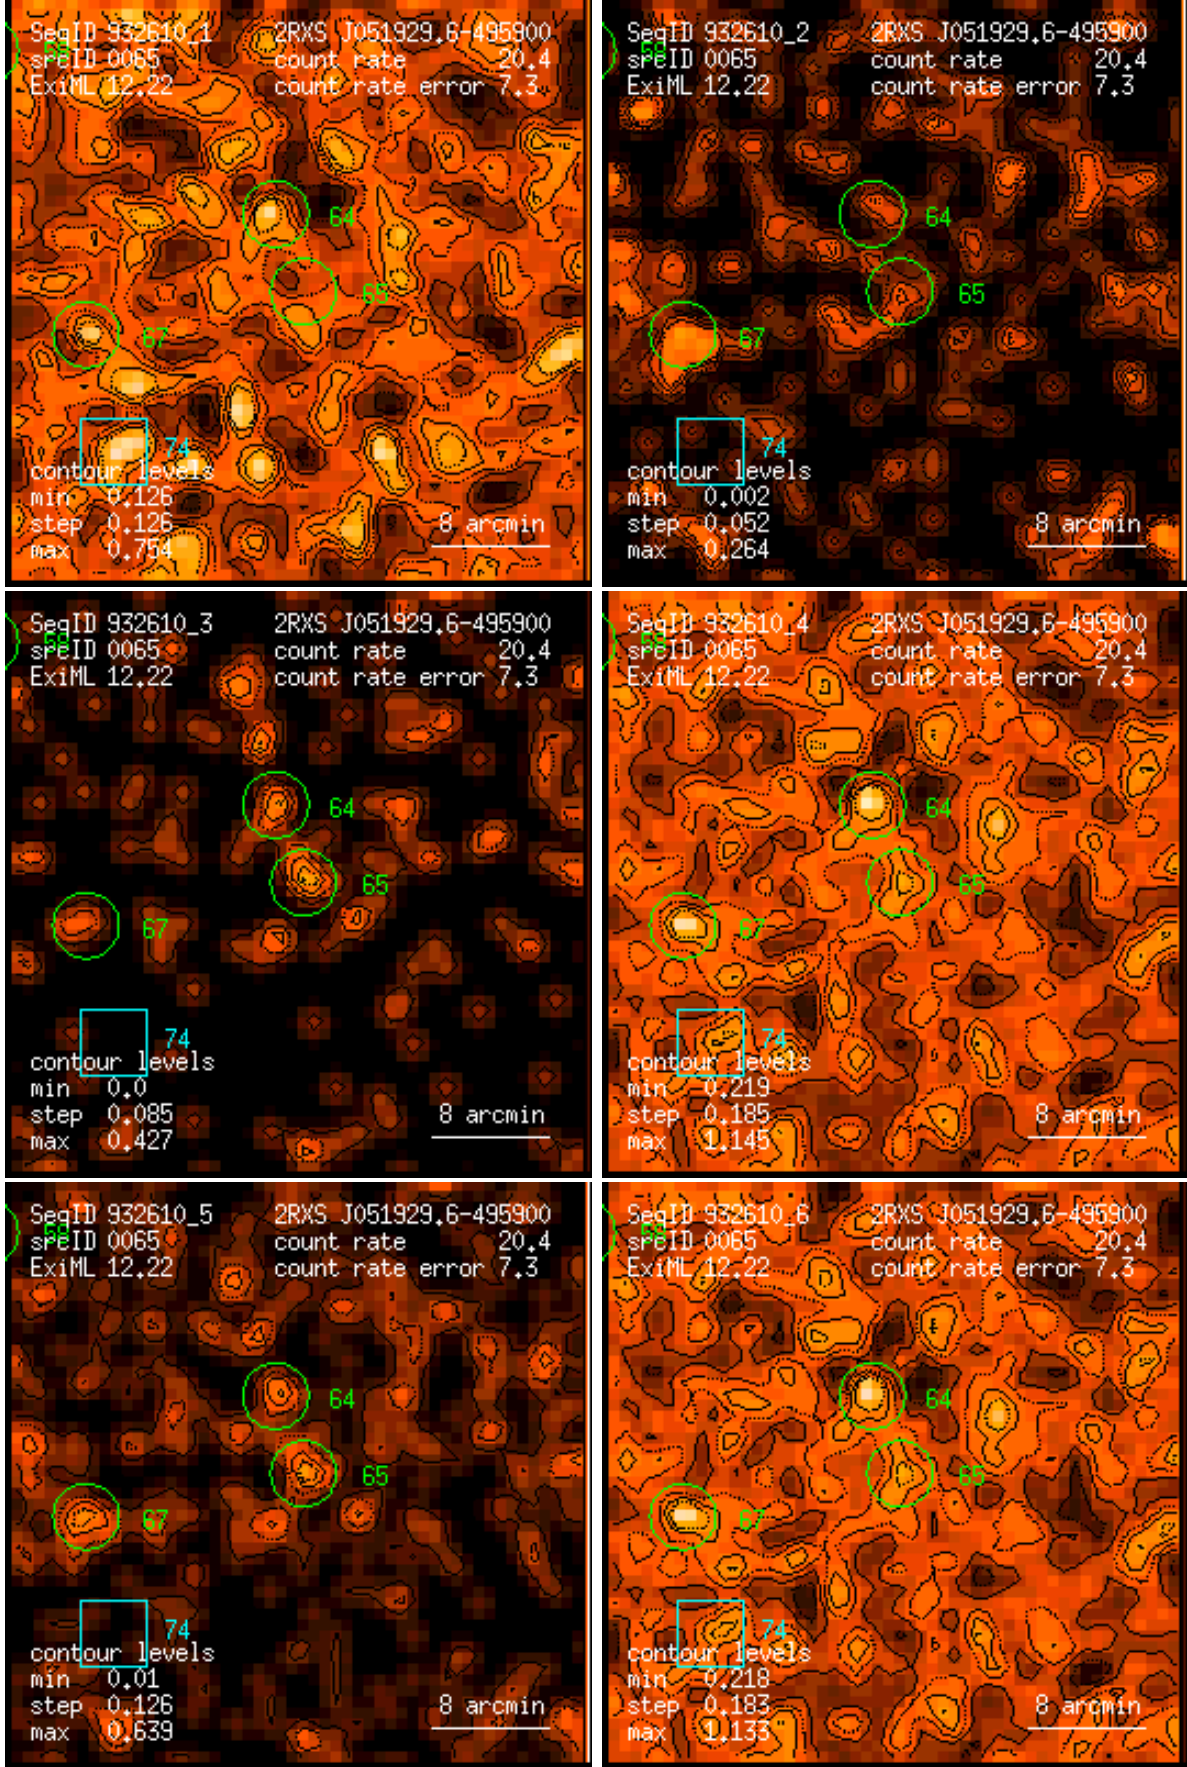 SeqID 932610_1 2RXS J051929.6-495900
speID 0065 count rate 20.4
ExiML 12.22 count rate error 7.3
64
65
67
74
contour levels
min 0.126
step 0.126 8 arcmin
max 0.754
SeqID 932610_2 2RXS J051929.6-495900
speID 0065 count rate 20.4
ExiML 12.22 count rate error 7.3
64
65
67
74
contour levels
min 0.002
step 0.052 8 arcmin
max 0.264
SeqID 932610_3 2RXS J051929.6-495900
speID 0065 count rate 20.4
ExiML 12.22 count rate error 7.3
64
65
67
74
contour levels
min 0.0
step 0.085 8 arcmin
max 0.427
SeqID 932610_4 2RXS J051929.6-495900
speID 0065 count rate 20.4
ExiML 12.22 count rate error 7.3
64
65
67
74
contour levels
min 0.219
step 0.185 8 arcmin
max 1.145
SeqID 932610_5 2RXS J051929.6-495900
speID 0065 count rate 20.4
ExiML 12.22 count rate error 7.3
64
65
67
74
contour levels
min 0.01
step 0.126 8 arcmin
max 0.639
SeqID 932610_6 2RXS J051929.6-495900
speID 0065 count rate 20.4
ExiML 12.22 count rate error 7.3
64
65
67
74
contour levels
min 0.218
step 0.183 8 arcmin
max 1.133